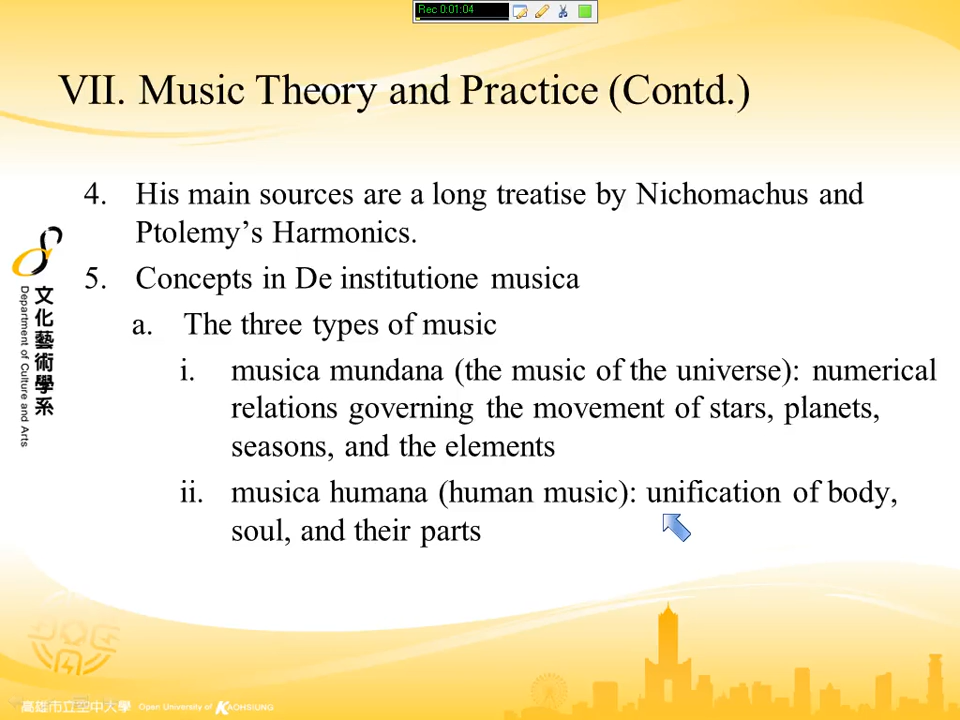 Rec 0:01:04
VII. Music Theory and Practice (Contd.)
4. His main sources are a long treatise by Nichomachus and
Ptolemy’s Harmonics.
5. Concepts in De institutione musica
a. The three types of music
i. musica mundana (the music of the universe): numerical
relations governing the movement of stars, planets,
seasons, and the elements
ii. musica humana (human music): unification of body,
soul, and their parts
文化藝術學系
Department of Culture and Arts
高雄市立空中大學 Open University of KAOHSIUNG